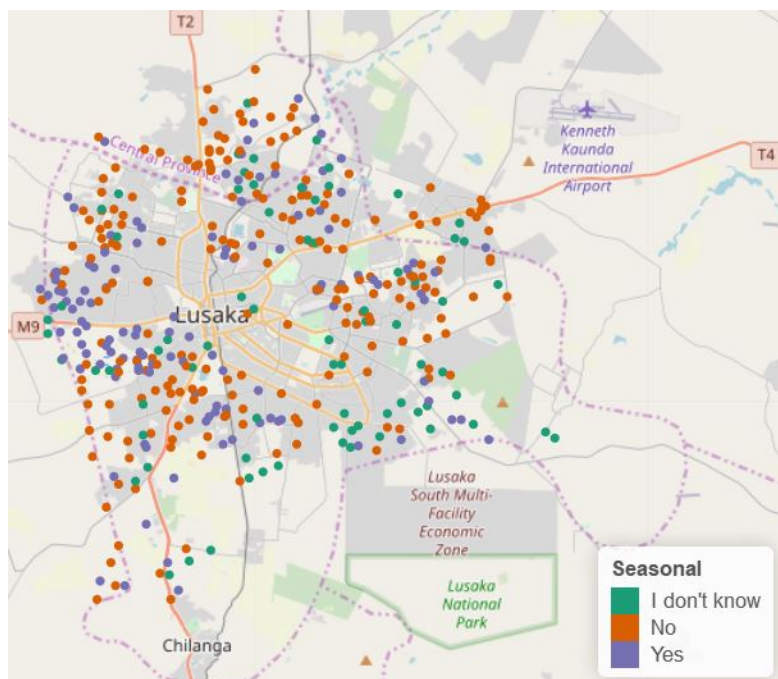 T2
Central Province
Kenneth
Kaunda
International
Airport
T4
Lusaka
M9
Lusaka
South Multi-
Facility
Economic
Zone
Lusaka
National
Park
Chilanga
Seasonal
I don't know
No
Yes